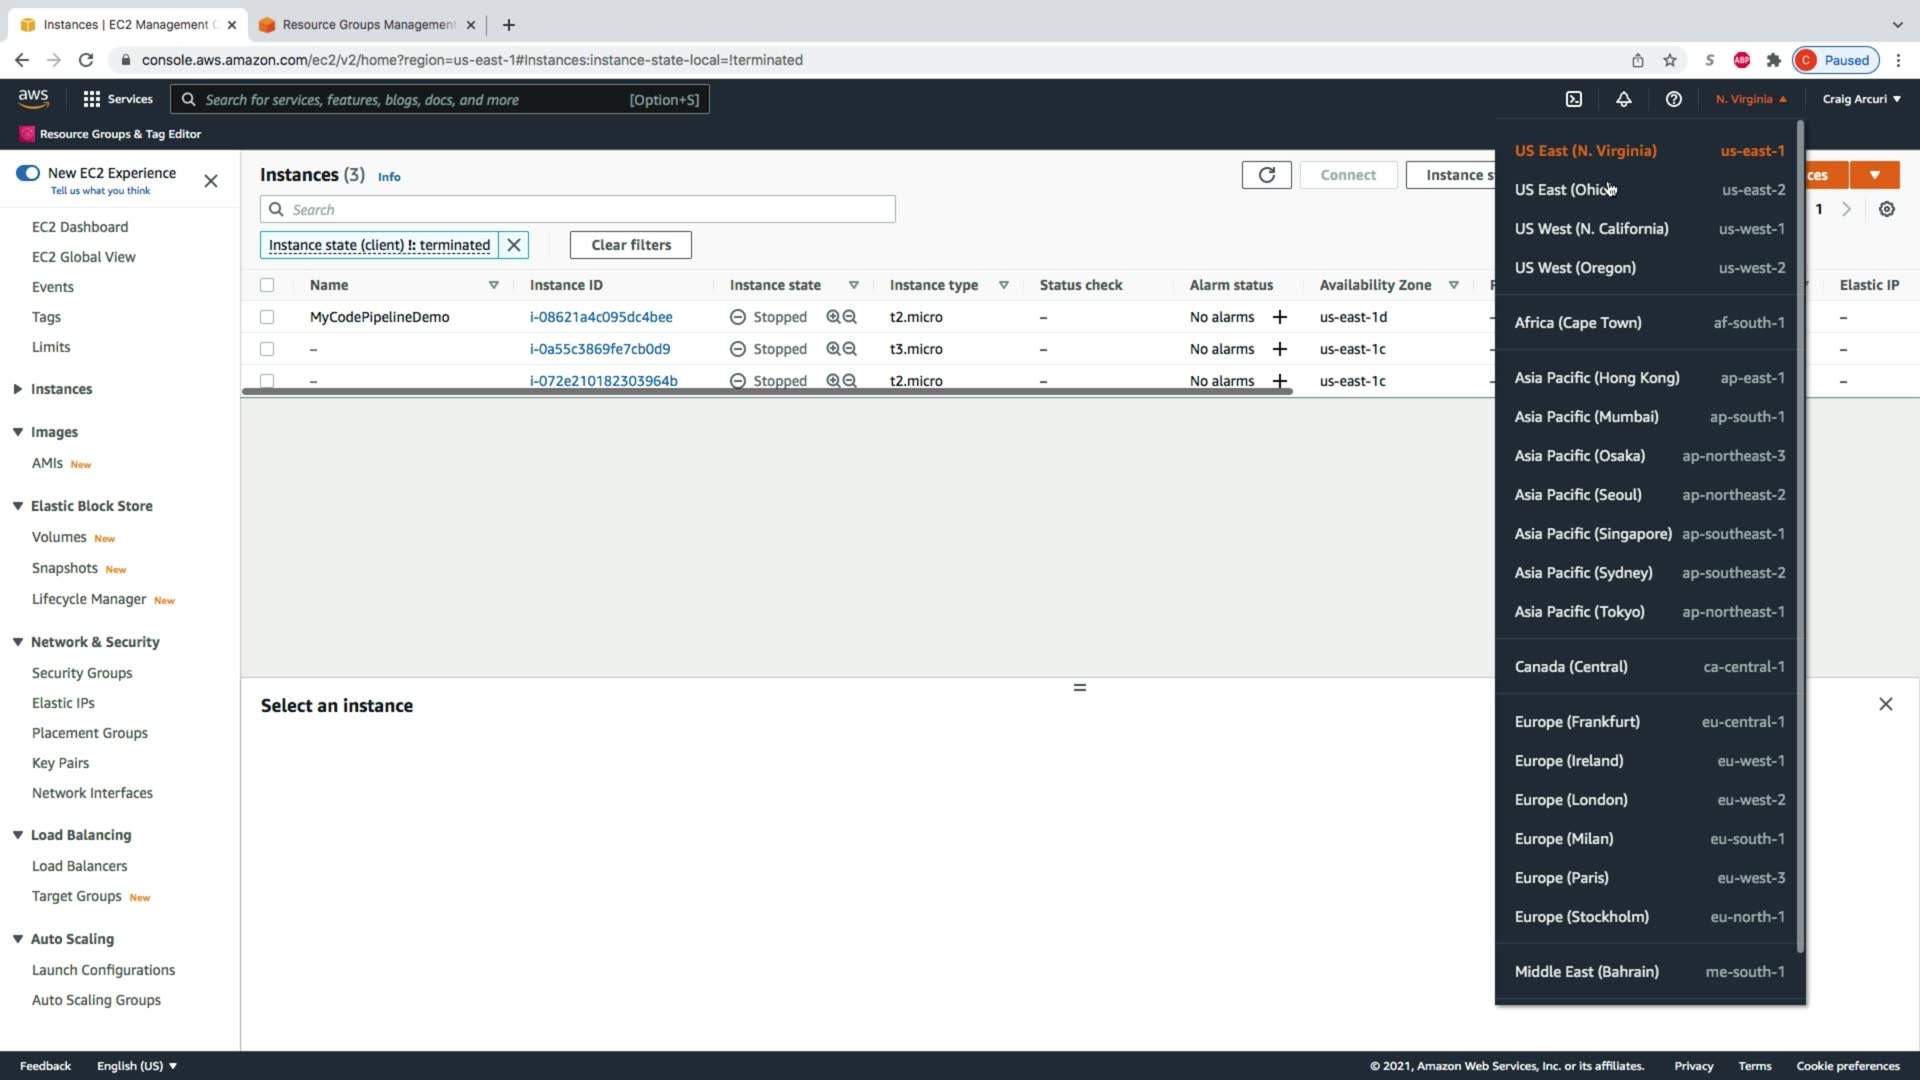 Instances | EC2 Management C
Resource Groups Management
console.aws.amazon.com/ec2/v2/home?region=us-east-1#Instances:instance-state-local=!terminated
S
ABP
C Paused
aws
Services
Search for services, features, blogs, docs, and more [Option+S]
N. Virginia
Craig Arcuri
Resource Groups & Tag Editor
New EC2 Experience
Tell us what you think
EC2 Dashboard
EC2 Global View
Events
Tags
Limits
Instances
Images
AMIs New
Elastic Block Store
Volumes New
Snapshots New
Lifecycle Manager New
Network & Security
Security Groups
Elastic IPs
Placement Groups
Key Pairs
Network Interfaces
Load Balancing
Load Balancers
Target Groups New
Auto Scaling
Launch Configurations
Auto Scaling Groups
Instances (3) Info
Connect
Instance s
ces
Search
1
Instance state (client) !: terminated
Clear filters
Name Instance ID Instance state Instance type Status check Alarm status Availability Zone P Elastic IP
MyCodePipelineDemo i-08621a4c095dc4bee Stopped t2.micro – No alarms + us-east-1d – –
– i-0a55c3869fe7cb0d9 Stopped t3.micro – No alarms + us-east-1c – –
– i-072e210182303964b Stopped t2.micro – No alarms + us-east-1c – –
Select an instance
US East (N. Virginia) us-east-1
US East (Ohio) us-east-2
US West (N. California) us-west-1
US West (Oregon) us-west-2
Africa (Cape Town) af-south-1
Asia Pacific (Hong Kong) ap-east-1
Asia Pacific (Mumbai) ap-south-1
Asia Pacific (Osaka) ap-northeast-3
Asia Pacific (Seoul) ap-northeast-2
Asia Pacific (Singapore) ap-southeast-1
Asia Pacific (Sydney) ap-southeast-2
Asia Pacific (Tokyo) ap-northeast-1
Canada (Central) ca-central-1
Europe (Frankfurt) eu-central-1
Europe (Ireland) eu-west-1
Europe (London) eu-west-2
Europe (Milan) eu-south-1
Europe (Paris) eu-west-3
Europe (Stockholm) eu-north-1
Middle East (Bahrain) me-south-1
Feedback English (US)
© 2021, Amazon Web Services, Inc. or its affiliates. Privacy Terms Cookie preferences